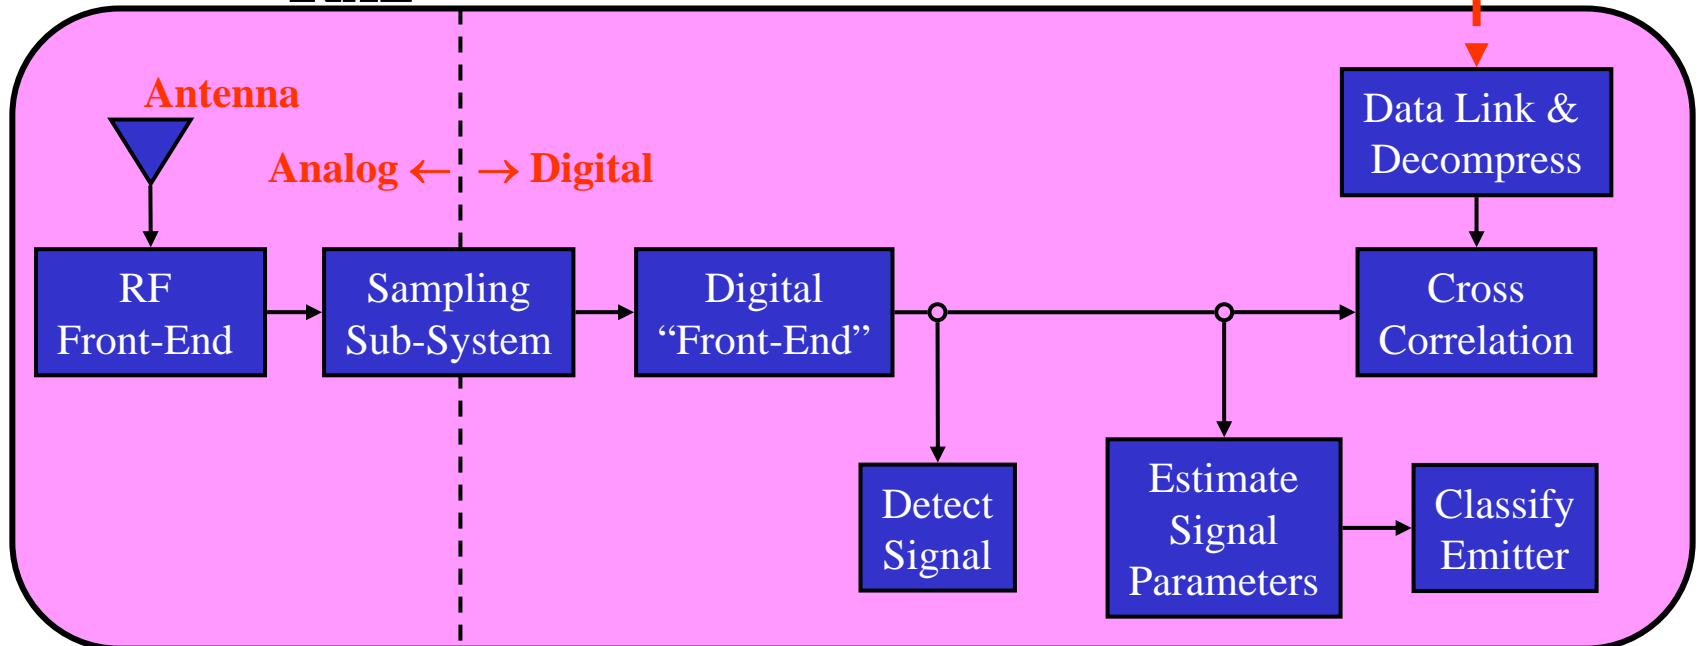 Antenna
Analog ← → Digital
Data Link &
Decompress
RF
Front-End
Sampling
Sub-System
Digital
“Front-End”
Cross
Correlation
Detect
Signal
Estimate
Signal
Parameters
Classify
Emitter